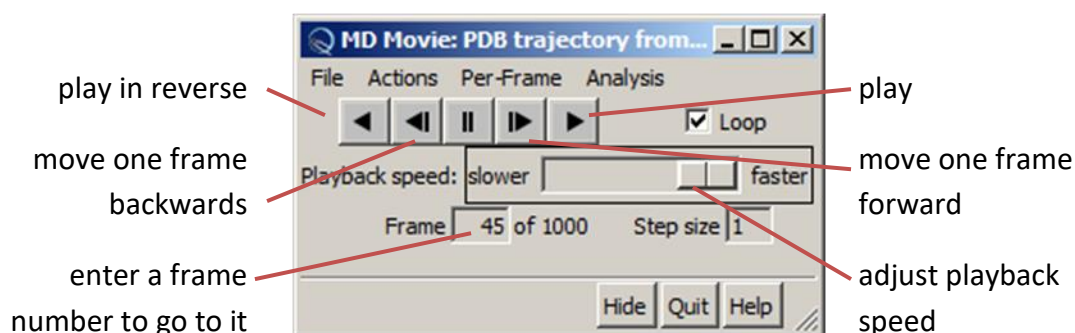 MD Movie: PDB trajectory from...
File Actions Per-Frame Analysis
play in reverse
play
Loop
move one frame
backwards
Playback speed: slower faster
move one frame
forward
Frame 45 of 1000 Step size 1
enter a frame
number to go to it
adjust playback
speed
Hide Quit Help